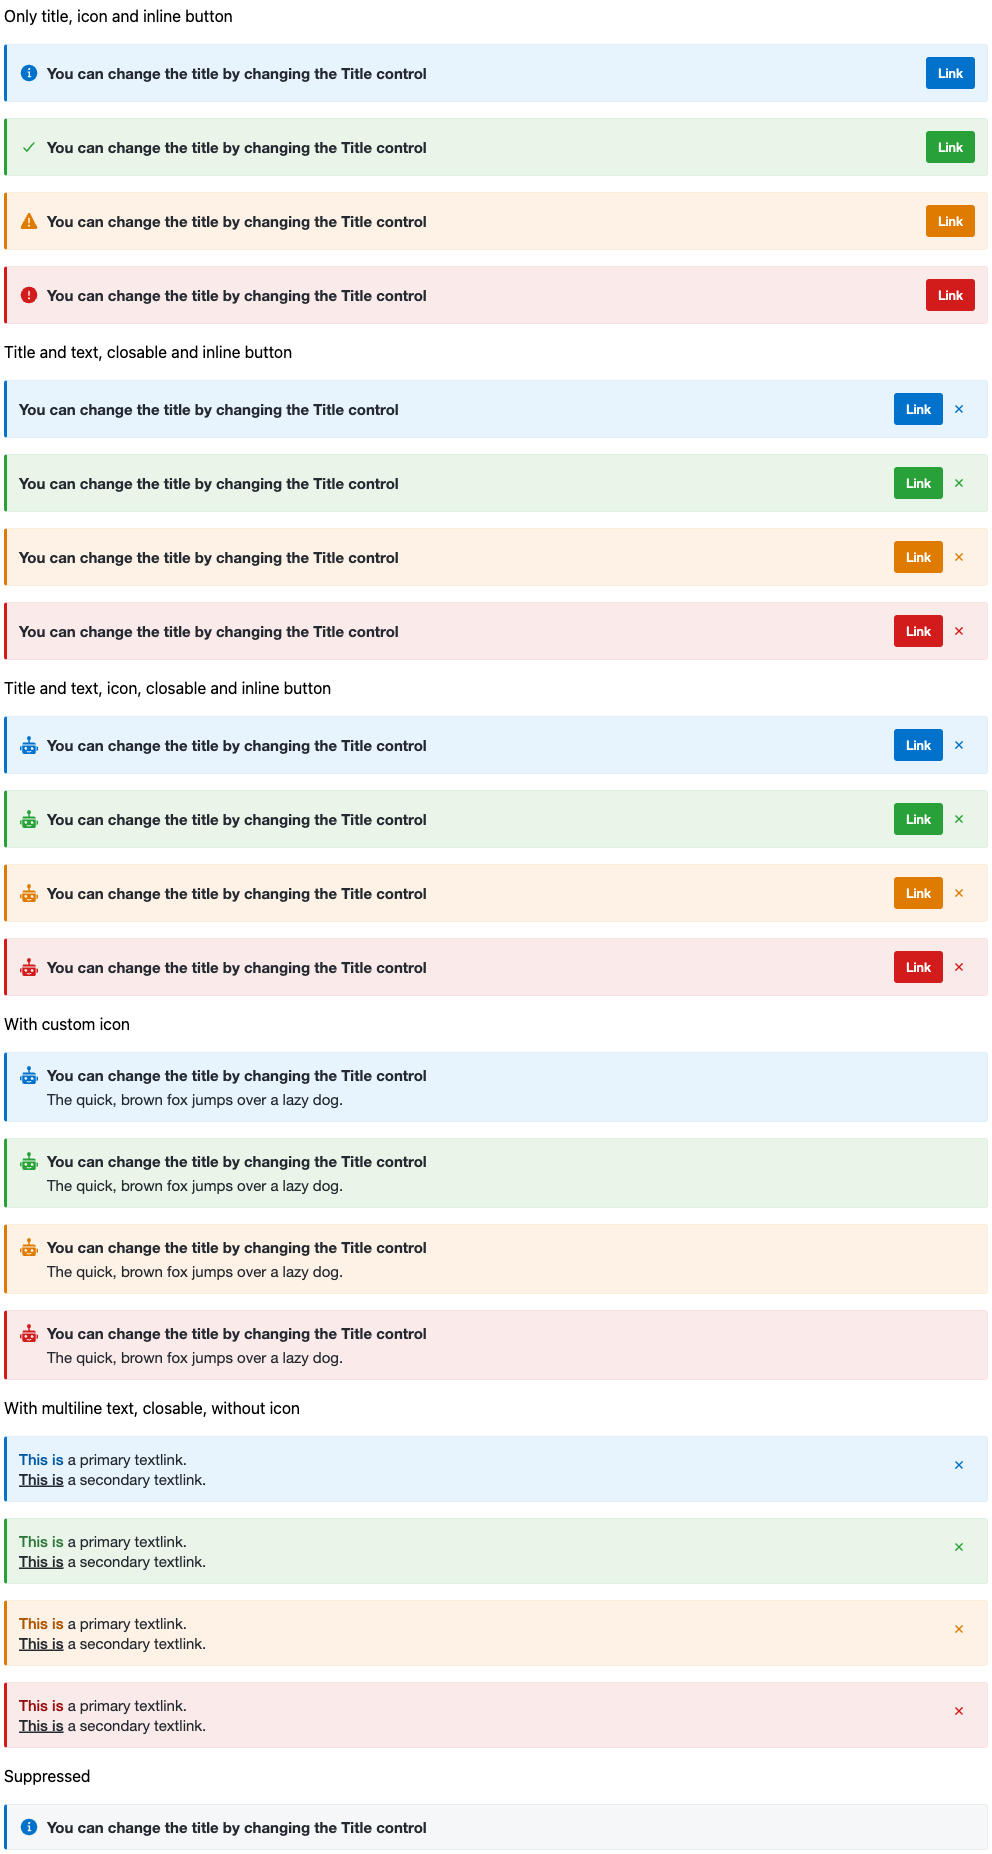 Only title, icon and inline button
You can change the title by changing the Title control Link
You can change the title by changing the Title control Link
You can change the title by changing the Title control Link
You can change the title by changing the Title control Link
Title and text, closable and inline button
You can change the title by changing the Title control Link
You can change the title by changing the Title control Link
You can change the title by changing the Title control Link
You can change the title by changing the Title control Link
Title and text, icon, closable and inline button
You can change the title by changing the Title control Link
You can change the title by changing the Title control Link
You can change the title by changing the Title control Link
You can change the title by changing the Title control Link
With custom icon
You can change the title by changing the Title control
The quick, brown fox jumps over a lazy dog.
You can change the title by changing the Title control
The quick, brown fox jumps over a lazy dog.
You can change the title by changing the Title control
The quick, brown fox jumps over a lazy dog.
You can change the title by changing the Title control
The quick, brown fox jumps over a lazy dog.
With multiline text, closable, without icon
This is a primary textlink.
This is a secondary textlink.
This is a primary textlink.
This is a secondary textlink.
This is a primary textlink.
This is a secondary textlink.
This is a primary textlink.
This is a secondary textlink.
Suppressed
You can change the title by changing the Title control